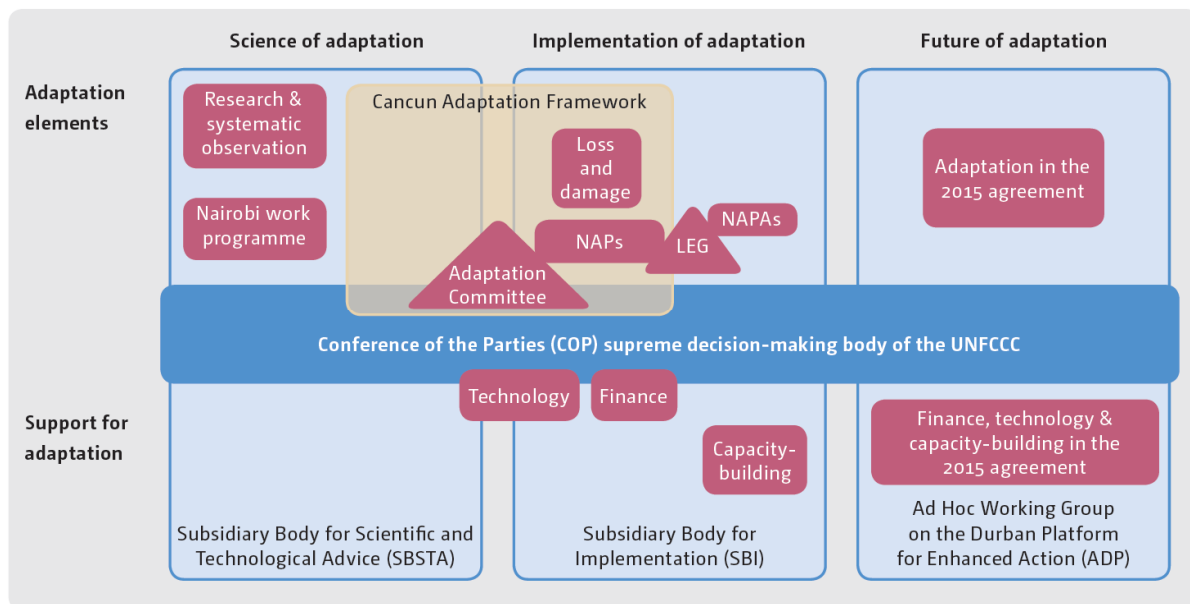 Science of adaptation
Implementation of adaptation
Future of adaptation
Adaptation
elements
Research &
systematic
observation
Nairobi work
programme
Cancun Adaptation Framework
Loss
and
damage
NAPs
LEG
NAPAs
Adaptation
Committee
Adaptation in the
2015 agreement
Conference of the Parties (COP) supreme decision-making body of the UNFCCC
Support for
adaptation
Technology
Finance
Capacity-
building
Finance, technology &
capacity-building in the
2015 agreement
Subsidiary Body for Scientific and
Technological Advice (SBSTA)
Subsidiary Body for
Implementation (SBI)
Ad Hoc Working Group
on the Durban Platform
for Enhanced Action (ADP)